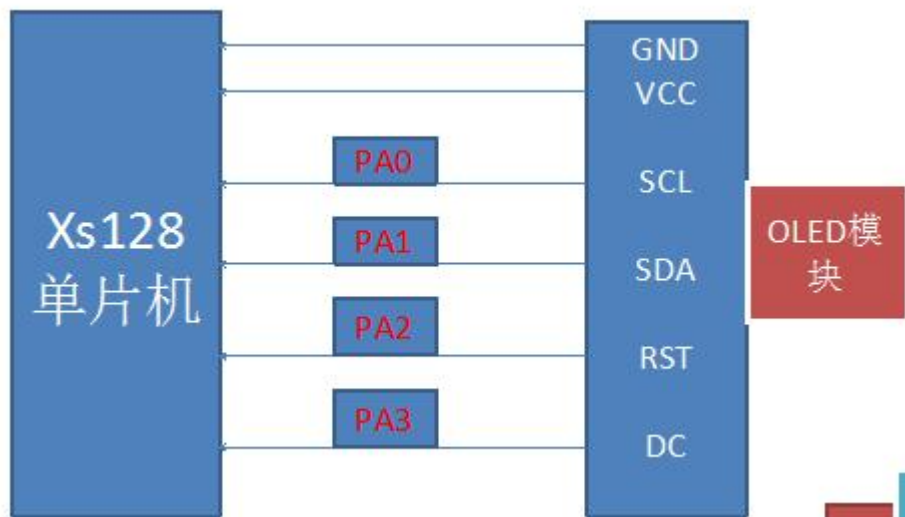 GND
VCC
PA0
SCL
Xs128
单片机
PA1
SDA
OLED模
块
PA2
RST
PA3
DC